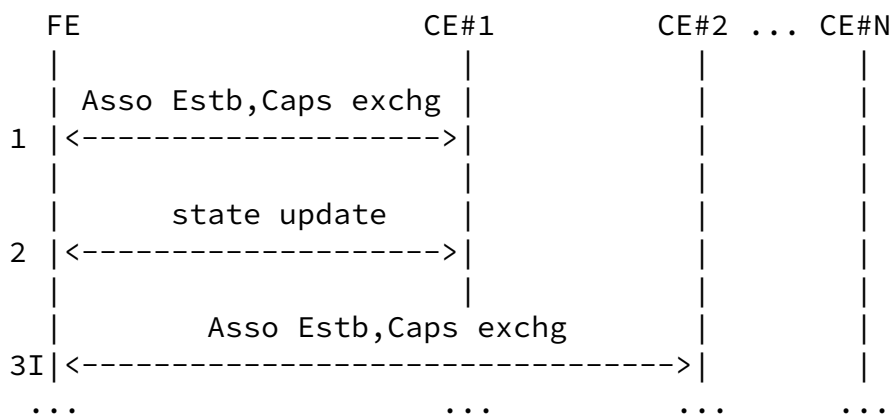 FE CE#1 CE#2 ... CE#N
Asso Estb,Caps exchg
1
state update
2
Asso Estb,Caps exchg
3I
... ... ... ...